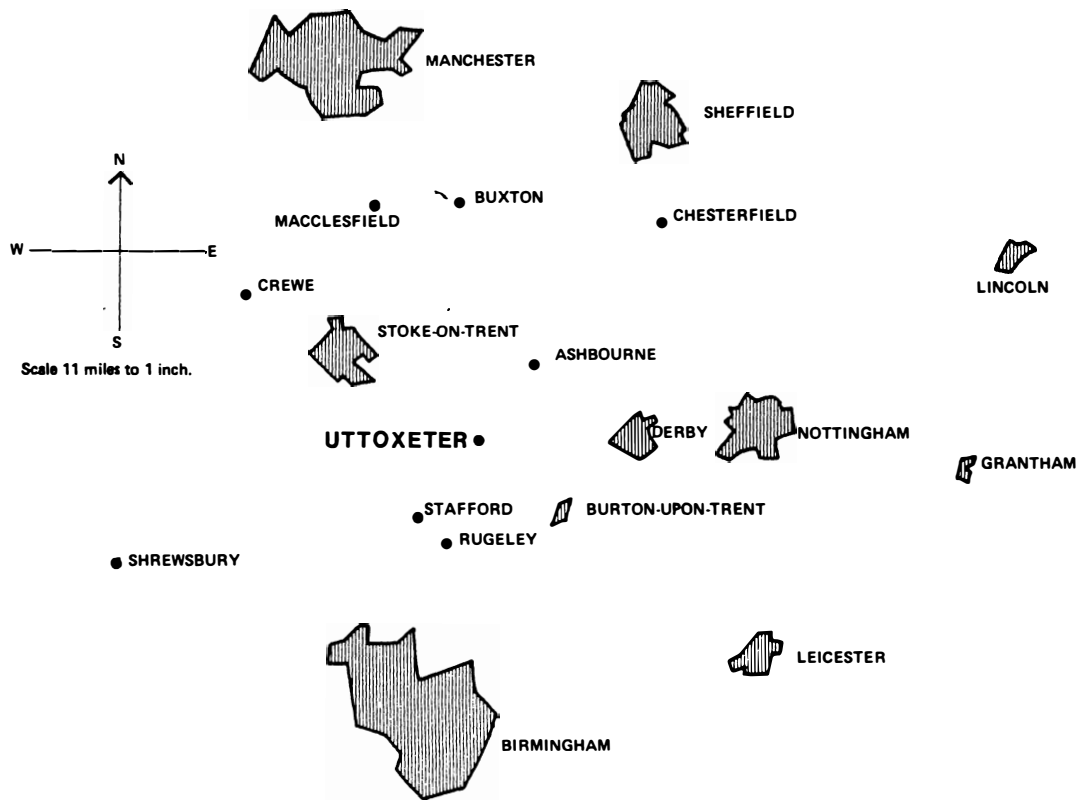 MANCHESTER
SHEFFIELD
N
BUXTON
MACCLESFIELD
CHESTERFIELD
W
E
CREWE
LINCOLN
STOKE-ON-TRENT
S
ASHBOURNE
Scale 11 miles to 1 inch.
UTTOXETER
DERBY
NOTTINGHAM
GRANTHAM
STAFFORD
BURTON-UPON-TRENT
RUGELEY
SHREWSBURY
LEICESTER
BIRMINGHAM